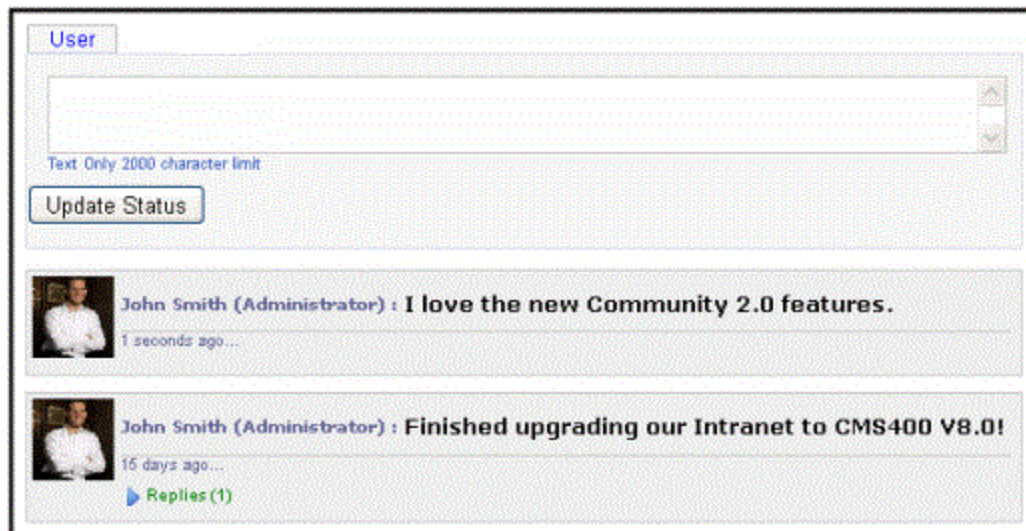 User
Text Only 2000 character limit
Update Status
John Smith (Administrator) : I love the new Community 2.0 features.
1 seconds ago...
John Smith (Administrator) : Finished upgrading our Intranet to CMS400 V8.0!
15 days ago...
Replies (1)